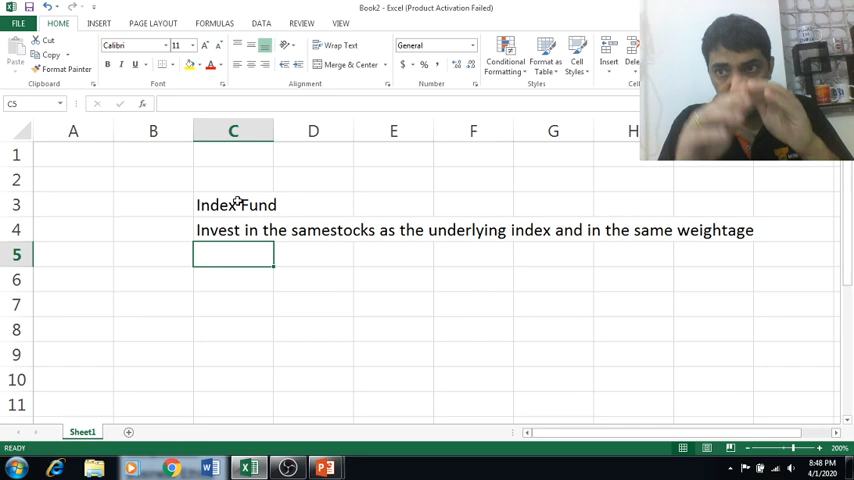 Book2 - Excel (Product Activation Failed)
FILE HOME INSERT PAGE LAYOUT FORMULAS DATA REVIEW VIEW
Paste Cut Copy Format Painter Calibri 11 Wrap Text Merge & Center General Conditional Formatting Format as Table Cell Styles Insert
Clipboard Font Alignment Number Styles
C5
A B C D E F G H
1
2
3 Index Fund
4 Invest in the samestocks as the underlying index and in the same weightage
5
6
7
8
9
10
11
Sheet1
READY 200%
8:48 PM
4/1/2020